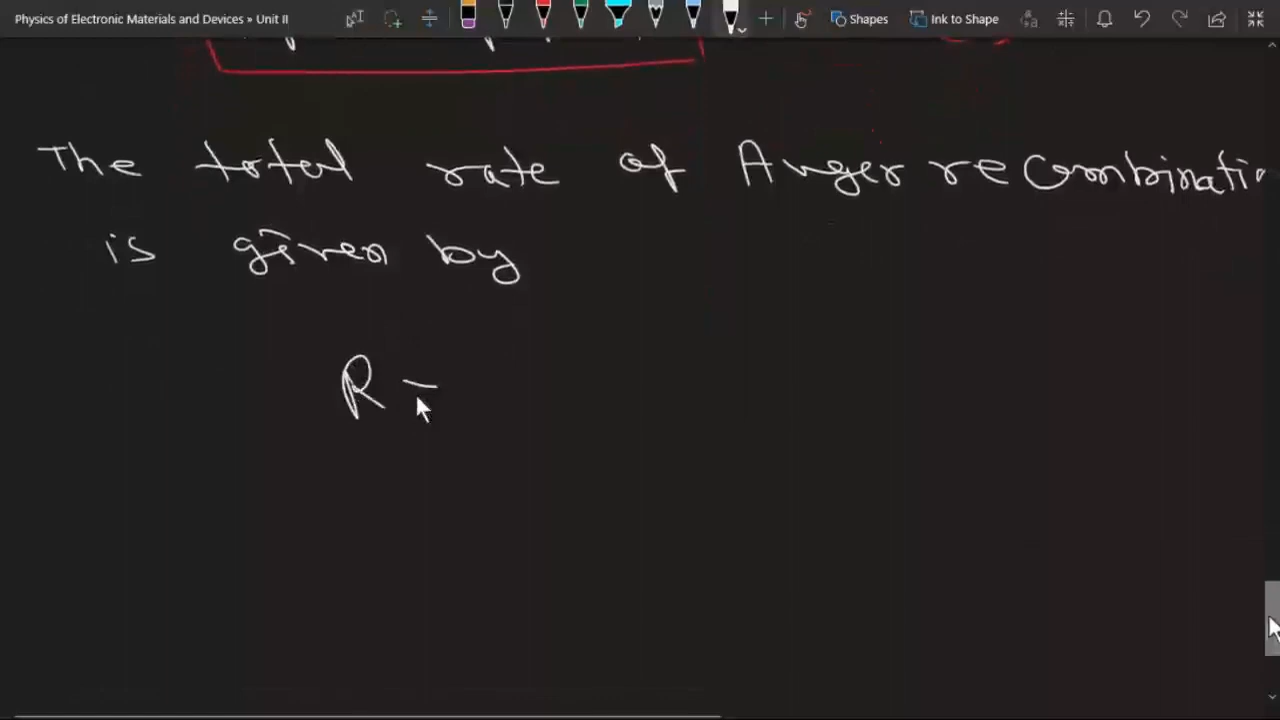 Physics of Electronic Materials and Devices » Unit II
Shapes
Ink to Shape
The total rate of Auger recombinatio
is given by
R =